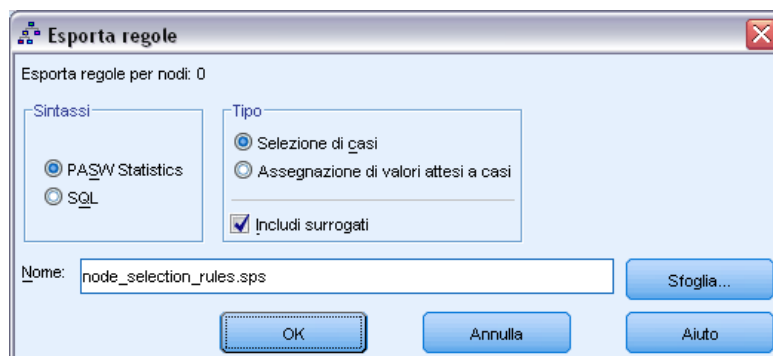 Esporta regole
Esporta regole per nodi: 0
Sintassi
PASW Statistics
SQL
Tipo
Selezione di casi
Assegnazione di valori attesi a casi
Includi surrogati
Nome: node_selection_rules.sps
Sfoglia...
OK Annulla Aiuto